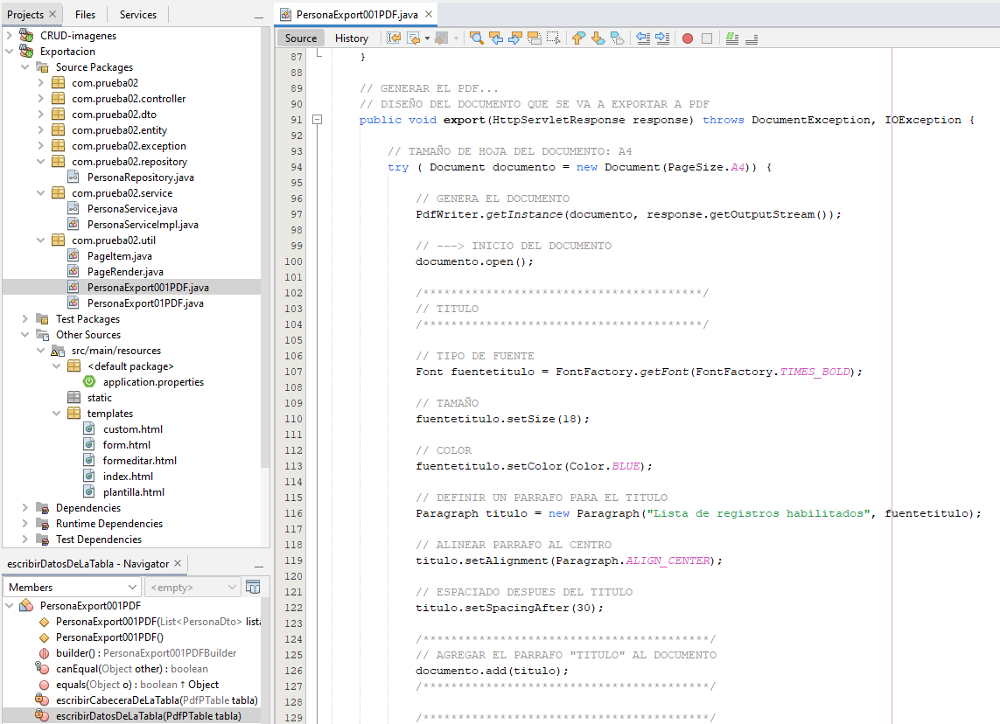 Projects
Files
Services
CRUD-imagenes
Exportacion
Source Packages
com.prueba02
com.prueba02.controller
com.prueba02.dto
com.prueba02.entity
com.prueba02.exception
com.prueba02.repository
PersonaRepository.java
com.prueba02.service
PersonaService.java
PersonaServiceImpl.java
com.prueba02.util
PageItem.java
PageRender.java
PersonaExport001PDF.java
PersonaExport01PDF.java
Test Packages
Other Sources
src/main/resources
<default package>
application.properties
static
templates
custom.html
form.html
formeditar.html
index.html
plantilla.html
Dependencies
Runtime Dependencies
Test Dependencies
escribirDatosDeLaTabla - Navigator
Members
<empty>
PersonaExport001PDF
PersonaExport001PDF(List<PersonaDto> lista
PersonaExport001PDF()
builder() : PersonaExport001PDFBuilder
canEqual(Object other) : boolean
equals(Object o) : boolean ↑ Object
escribirCabeceraDeLaTabla(PdfPTable tabla)
escribirDatosDeLaTabla(PdfPTable tabla)
PersonaExport001PDF.java
Source
History
87 }
88
89 // GENERAR EL PDF...
90 // DISEÑO DEL DOCUMENTO QUE SE VA A EXPORTAR A PDF
91 public void export(HttpServletResponse response) throws DocumentException, IOException {
92
93 // TAMAÑO DE HOJA DEL DOCUMENTO: A4
94 try ( Document documento = new Document(PageSize.A4)) {
95
96 // GENERA EL DOCUMENTO
97 PdfWriter.getInstance(documento, response.getOutputStream());
98
99 // ---> INICIO DEL DOCUMENTO
100 documento.open();
101
102 /****************************************/
103 // TITULO
104 /****************************************/
105
106 // TIPO DE FUENTE
107 Font fuentetitulo = FontFactory.getFont(FontFactory.TIMES_BOLD);
108
109 // TAMAÑO
110 fuentetitulo.setSize(18);
111
112 // COLOR
113 fuentetitulo.setColor(Color.BLUE);
114
115 // DEFINIR UN PARRAFO PARA EL TITULO
116 Paragraph titulo = new Paragraph("Lista de registros habilitados", fuentetitulo);
117
118 // ALINEAR PARRAFO AL CENTRO
119 titulo.setAlignment(Paragraph.ALIGN_CENTER);
120
121 // ESPACIADO DESPUES DEL TITULO
122 titulo.setSpacingAfter(30);
123
124 /*****************************************/
125 // AGREGAR EL PARRAFO "TITULO" AL DOCUMENTO
126 documento.add(titulo);
127 /*****************************************/
128
129 /*****************************************/